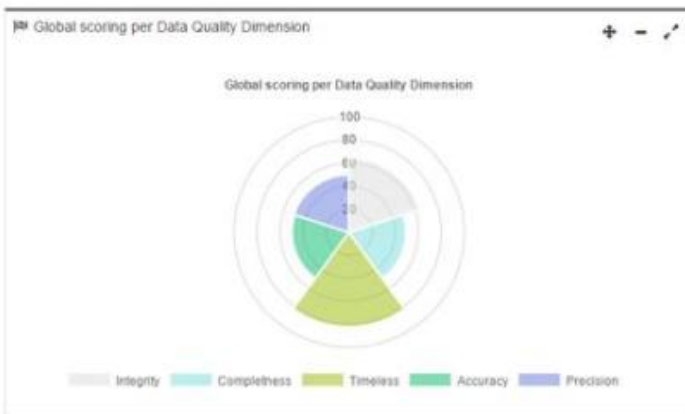 Global scoring per Data Quality Dimension
Global scoring per Data Quality Dimension
100
80
60
40
20
Integrity Completness Timeless Accuracy Precision